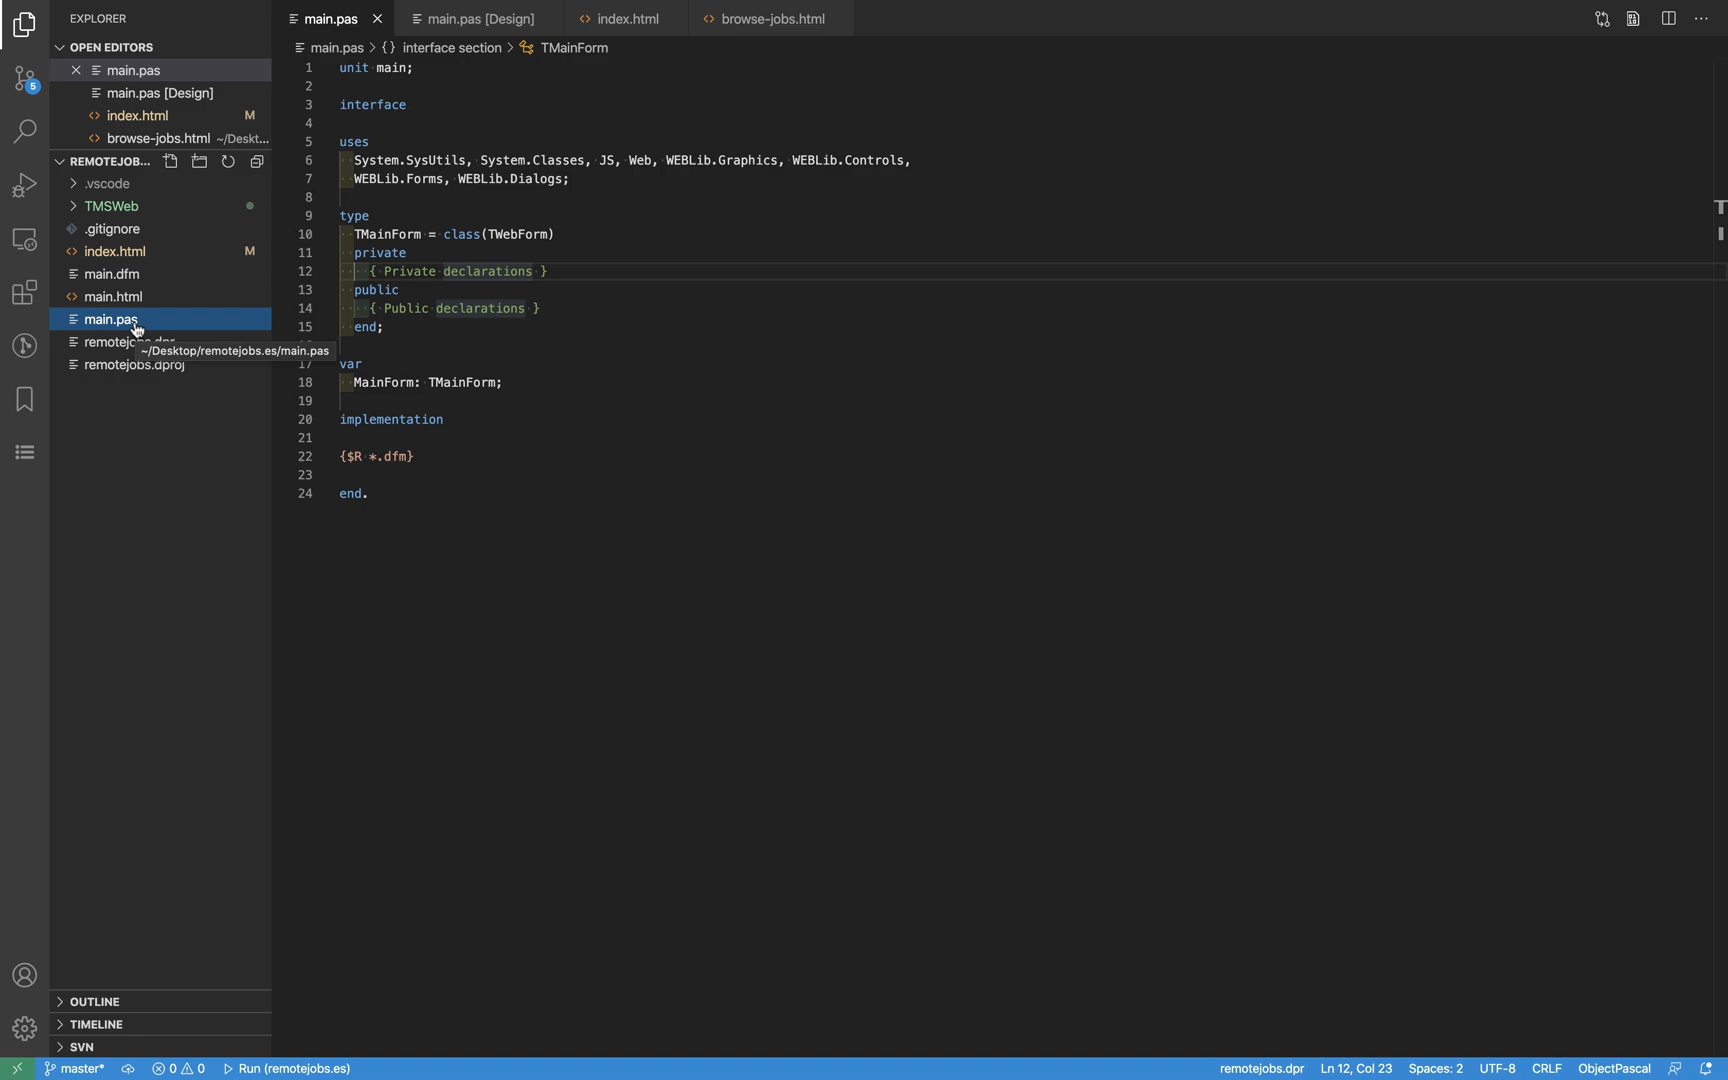 EXPLORER
OPEN EDITORS
main.pas
main.pas [Design]
index.html M
browse-jobs.html ~/Deskt...
REMOTEJOB...
.vscode
TMSWeb
.gitignore
index.html M
main.dfm
main.html
main.pas
remotejobs.dpr
remotejobs.dproj
~/Desktop/remotejobs.es/main.pas
OUTLINE
TIMELINE
SVN
5
main.pas
main.pas [Design]
index.html
browse-jobs.html
main.pas > {} interface section > TMainForm
1 unit main;
2
3 interface
4
5 uses
6 System.SysUtils, System.Classes, JS, Web, WEBLib.Graphics, WEBLib.Controls,
7 WEBLib.Forms, WEBLib.Dialogs;
8
9 type
10 TMainForm = class(TWebForm)
11 private
12 { Private declarations }
13 public
14 { Public declarations }
15 end;
17 var
18 MainForm: TMainForm;
19
20 implementation
21
22 {$R *.dfm}
23
24 end.
master* 0 0 Run (remotejobs.es) remotejobs.dpr Ln 12, Col 23 Spaces: 2 UTF-8 CRLF ObjectPascal